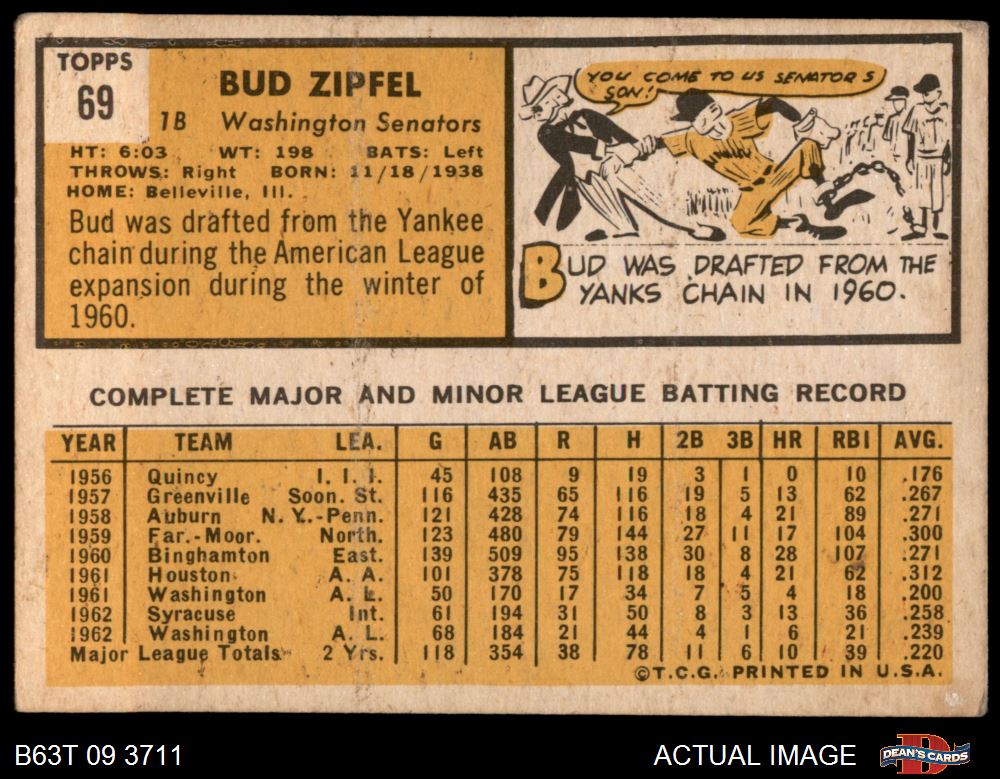 TOPPS
69
BUD ZIPFEL
1B Washington Senators
HT: 6:03 WT: 198 BATS: Left
THROWS: Right BORN: 11/18/1938
HOME: Belleville, Ill.
Bud was drafted from the Yankee
chain during the American League
expansion during the winter of
1960.
YOU COME TO US SENATORS
SON!
BUD WAS DRAFTED FROM THE
YANKS CHAIN IN 1960.
COMPLETE MAJOR AND MINOR LEAGUE BATTING RECORD
YEAR TEAM LEA. G AB R H 2B 3B HR RBI AVG.
1956 Quincy I. I. I. 45 108 9 19 3 1 0 10 .176
1957 Greenville Soon. St. 116 435 65 116 19 5 13 62 .267
1958 Auburn N. Y.-Penn. 121 428 74 116 18 4 21 89 .271
1959 Far.-Moor. North. 123 480 79 144 27 11 17 104 .300
1960 Binghamton East. 139 509 95 138 30 8 28 107 .271
1961 Houston A. A. 101 378 75 118 18 4 21 62 .312
1961 Washington A. L. 50 170 17 34 7 5 4 18 .200
1962 Syracuse Int. 61 194 31 50 8 3 13 36 .258
1962 Washington A. L. 68 184 21 44 4 1 6 21 .239
Major League Totals 2 Yrs. 118 354 38 78 11 6 10 39 .220
©T.C.G. PRINTED IN U.S.A.
B63T 09 3711
ACTUAL IMAGE
DEAN'S CARDS